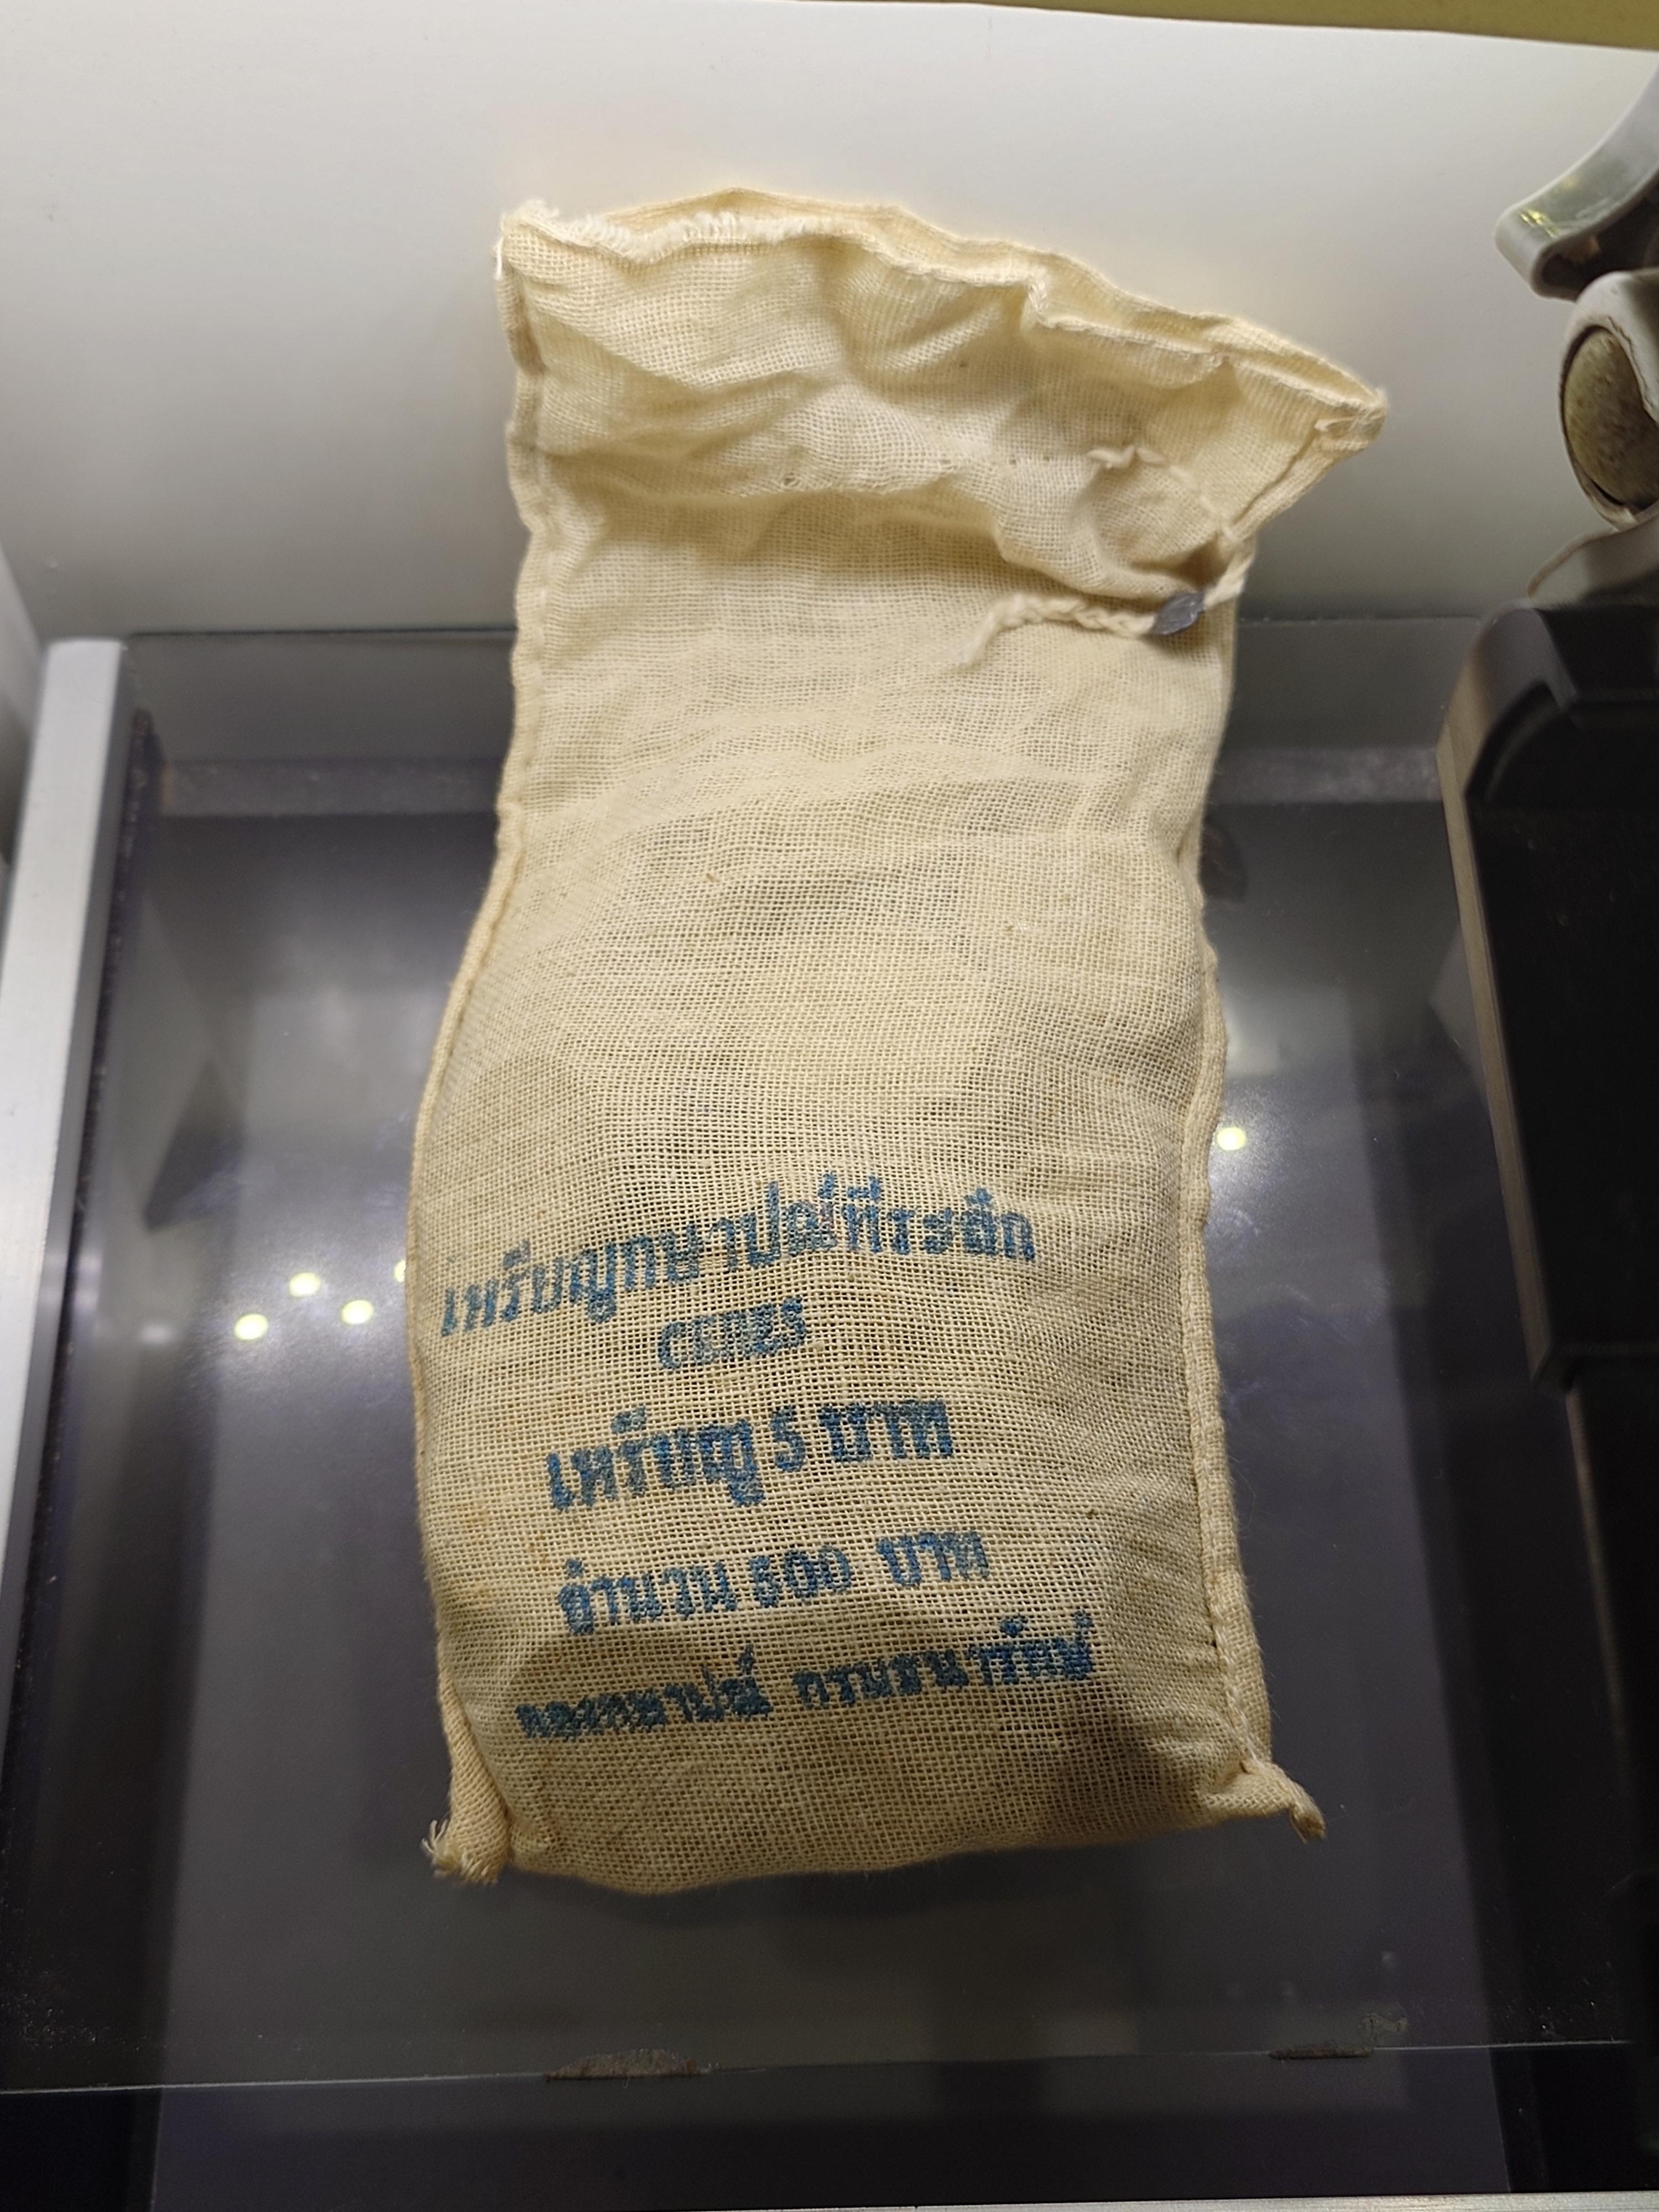 เหรียญกษาปณ์ที่ระลึก
CERES
เหรียญ 5 บาท
จำนวน 500 บาท
กองกษาปณ์ กรมธนารักษ์